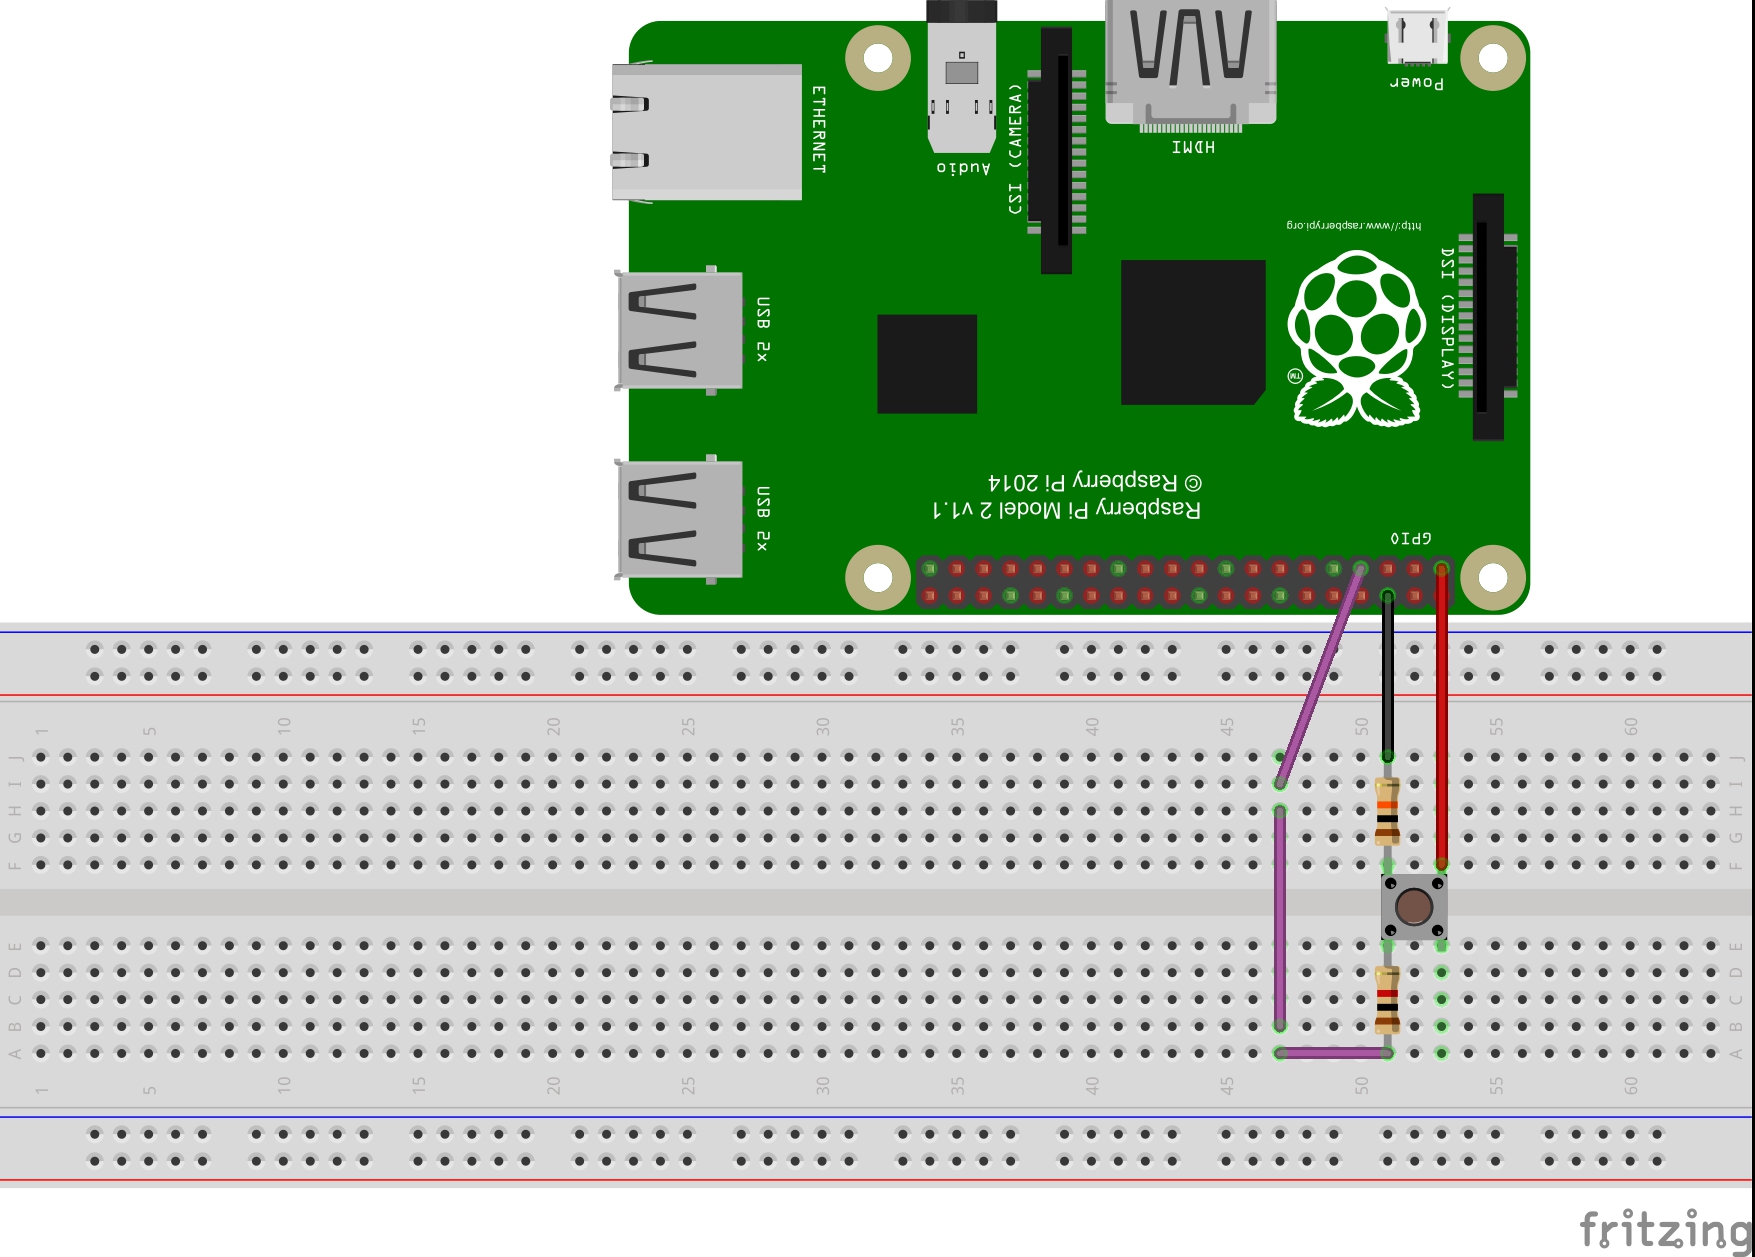 ETHERNET
Audio
CSI (CAMERA)
HDMI
Power
http://www.raspberrypi.org
TM
DSI (DISPLAY)
USB 2x
USB 2x
© Raspberry Pi 2014
Raspberry Pi Model 2 v1.1
GPIO
1 5 10 15 20 25 30 35 40 45 50 55 60
J J
I I
H H
G G
F F
E E
D D
C C
B B
A A
1 5 10 15 20 25 30 35 40 45 50 55 60
fritzing